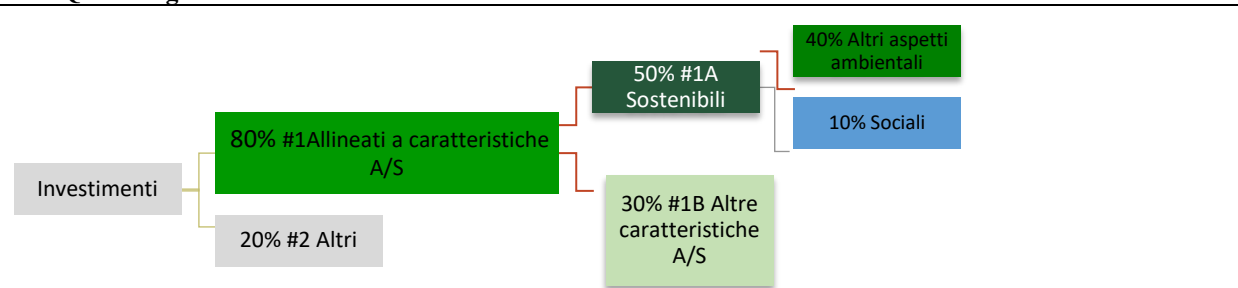 40% Altri aspetti
ambientali
50% #1A
Sostenibili
10% Sociali
80% #1Allineati a caratteristiche
A/S
Investimenti
30% #1B Altre
caratteristiche
A/S
20% #2 Altri